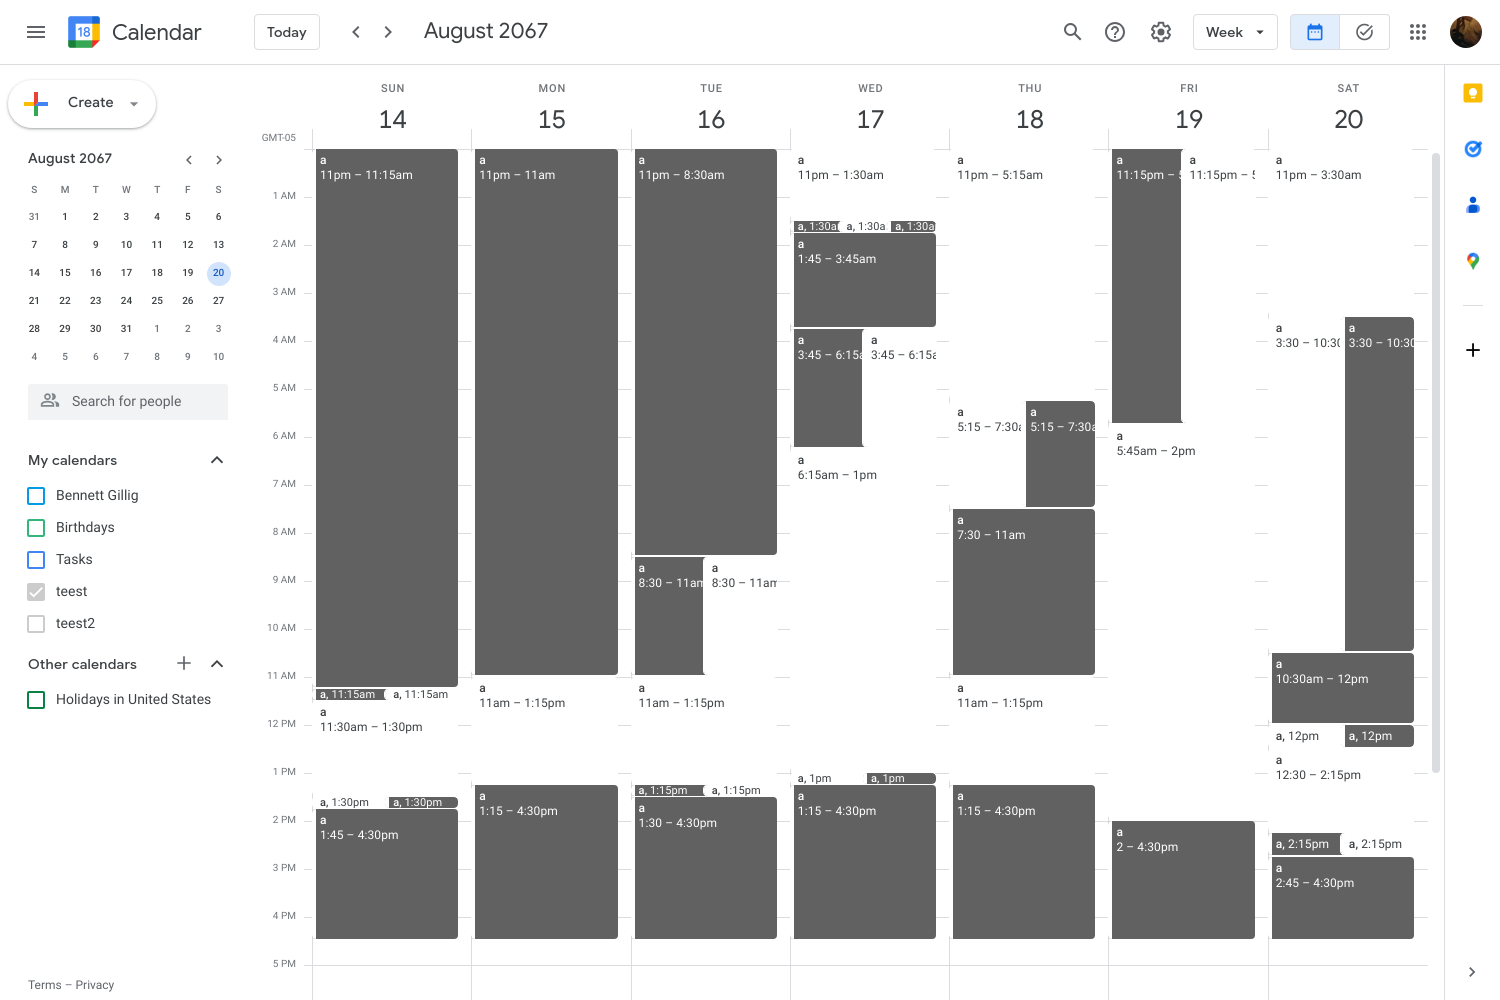 18 Calendar Today August 2067 Week
Create
August 2067
S M T W T F S
31 1 2 3 4 5 6
7 8 9 10 11 12 13
14 15 16 17 18 19 20
21 22 23 24 25 26 27
28 29 30 31 1 2 3
4 5 6 7 8 9 10
Search for people
My calendars
Bennett Gillig
Birthdays
Tasks
teest
teest2
Other calendars
Holidays in United States
Terms – Privacy
SUN MON TUE WED THU FRI SAT
14 15 16 17 18 19 20
GMT-05
1 AM
2 AM
3 AM
4 AM
5 AM
6 AM
7 AM
8 AM
9 AM
10 AM
11 AM
12 PM
1 PM
2 PM
3 PM
4 PM
5 PM
a
11pm – 11:15am
a, 11:15am a, 11:15am
a
11:30am – 1:30pm
a, 1:30pm a, 1:30pm
a
1:45 – 4:30pm
a
11pm – 11am
a
11am – 1:15pm
a
1:15 – 4:30pm
a
11pm – 8:30am
a a
8:30 – 11am 8:30 – 11am
a
11am – 1:15pm
a, 1:15pm a, 1:15pm
a
1:30 – 4:30pm
a
11pm – 1:30am
a, 1:30a a, 1:30a a, 1:30a
a
1:45 – 3:45am
a a
3:45 – 6:15a 3:45 – 6:15a
a
6:15am – 1pm
a, 1pm a, 1pm
a
1:15 – 4:30pm
a
11pm – 5:15am
a a
5:15 – 7:30a 5:15 – 7:30a
a
7:30 – 11am
a
11am – 1:15pm
a
1:15 – 4:30pm
a a
11:15pm – 5 11:15pm – 5
a
5:45am – 2pm
a
2 – 4:30pm
a
11pm – 3:30am
a a
3:30 – 10:30 3:30 – 10:30
a
10:30am – 12pm
a, 12pm a, 12pm
a
12:30 – 2:15pm
a, 2:15pm a, 2:15pm
a
2:45 – 4:30pm